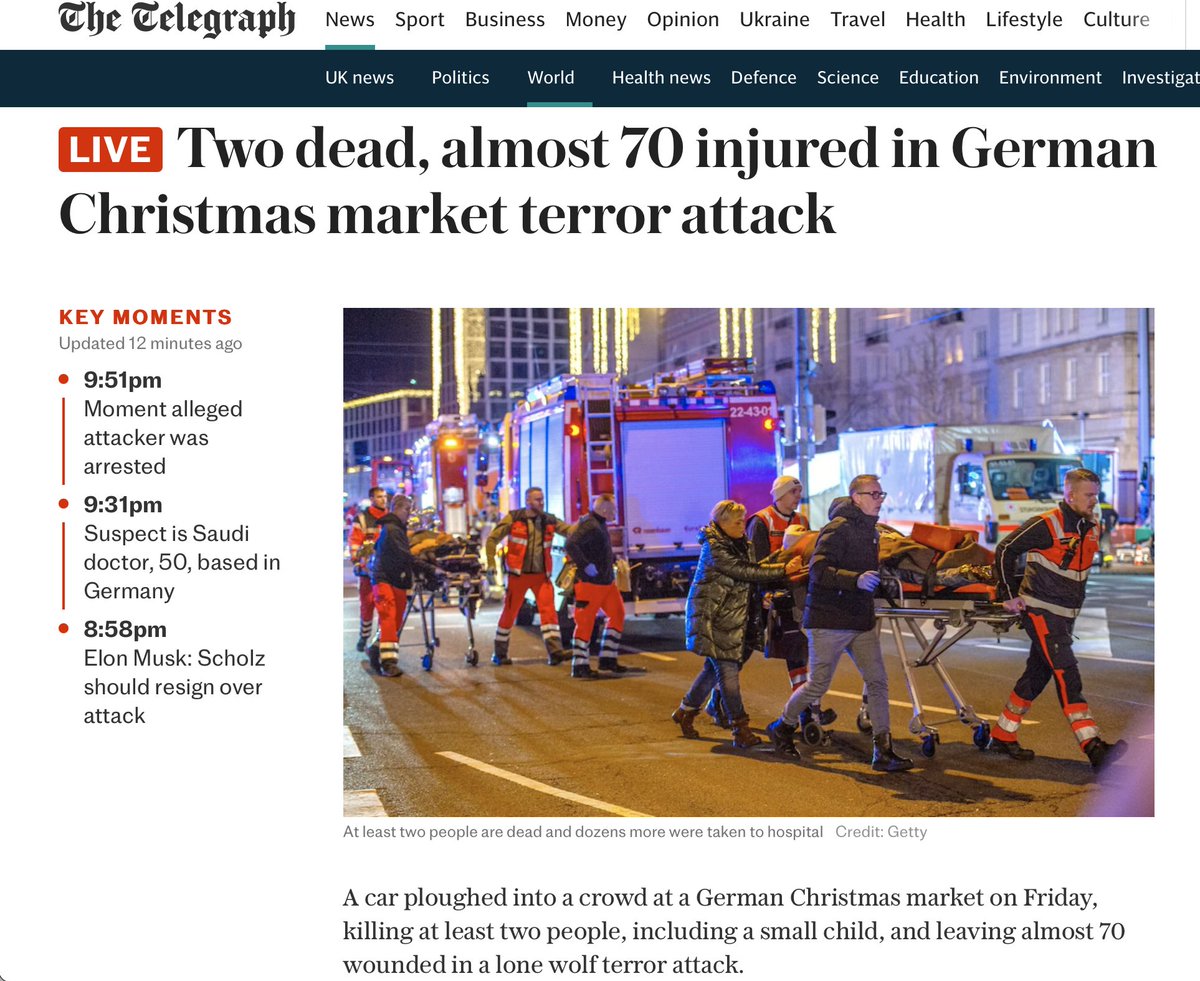 The Telegraph
News Sport Business Money Opinion Ukraine Travel Health Lifestyle Culture
UK news Politics World Health news Defence Science Education Environment Investigat
LIVE Two dead, almost 70 injured in German
Christmas market terror attack
KEY MOMENTS
Updated 12 minutes ago
9:51pm
Moment alleged
attacker was
arrested
9:31pm
Suspect is Saudi
doctor, 50, based in
Germany
8:58pm
Elon Musk: Scholz
should resign over
attack
22-43-01
At least two people are dead and dozens more were taken to hospital Credit: Getty
A car ploughed into a crowd at a German Christmas market on Friday,
killing at least two people, including a small child, and leaving almost 70
wounded in a lone wolf terror attack.